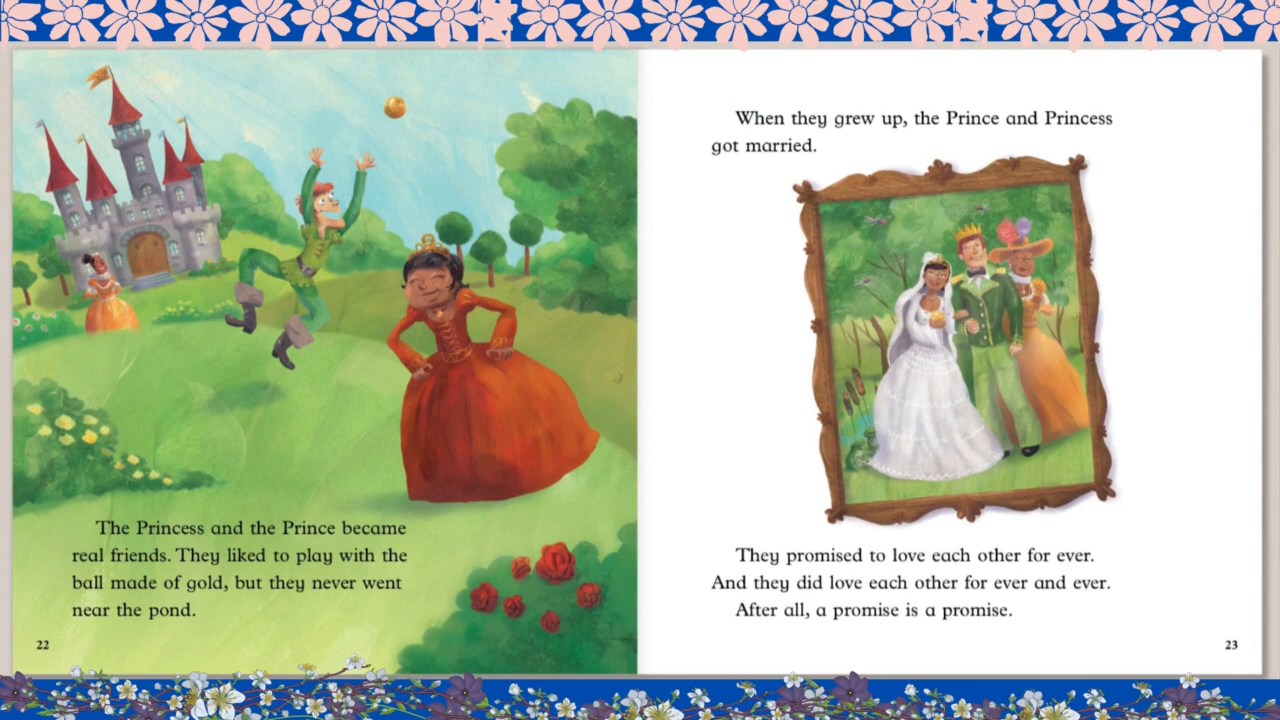 The Princess and the Prince became
real friends. They liked to play with the
ball made of gold, but they never went
near the pond.
22
When they grew up, the Prince and Princess
got married.
They promised to love each other for ever.
And they did love each other for ever and ever.
After all, a promise is a promise.
23